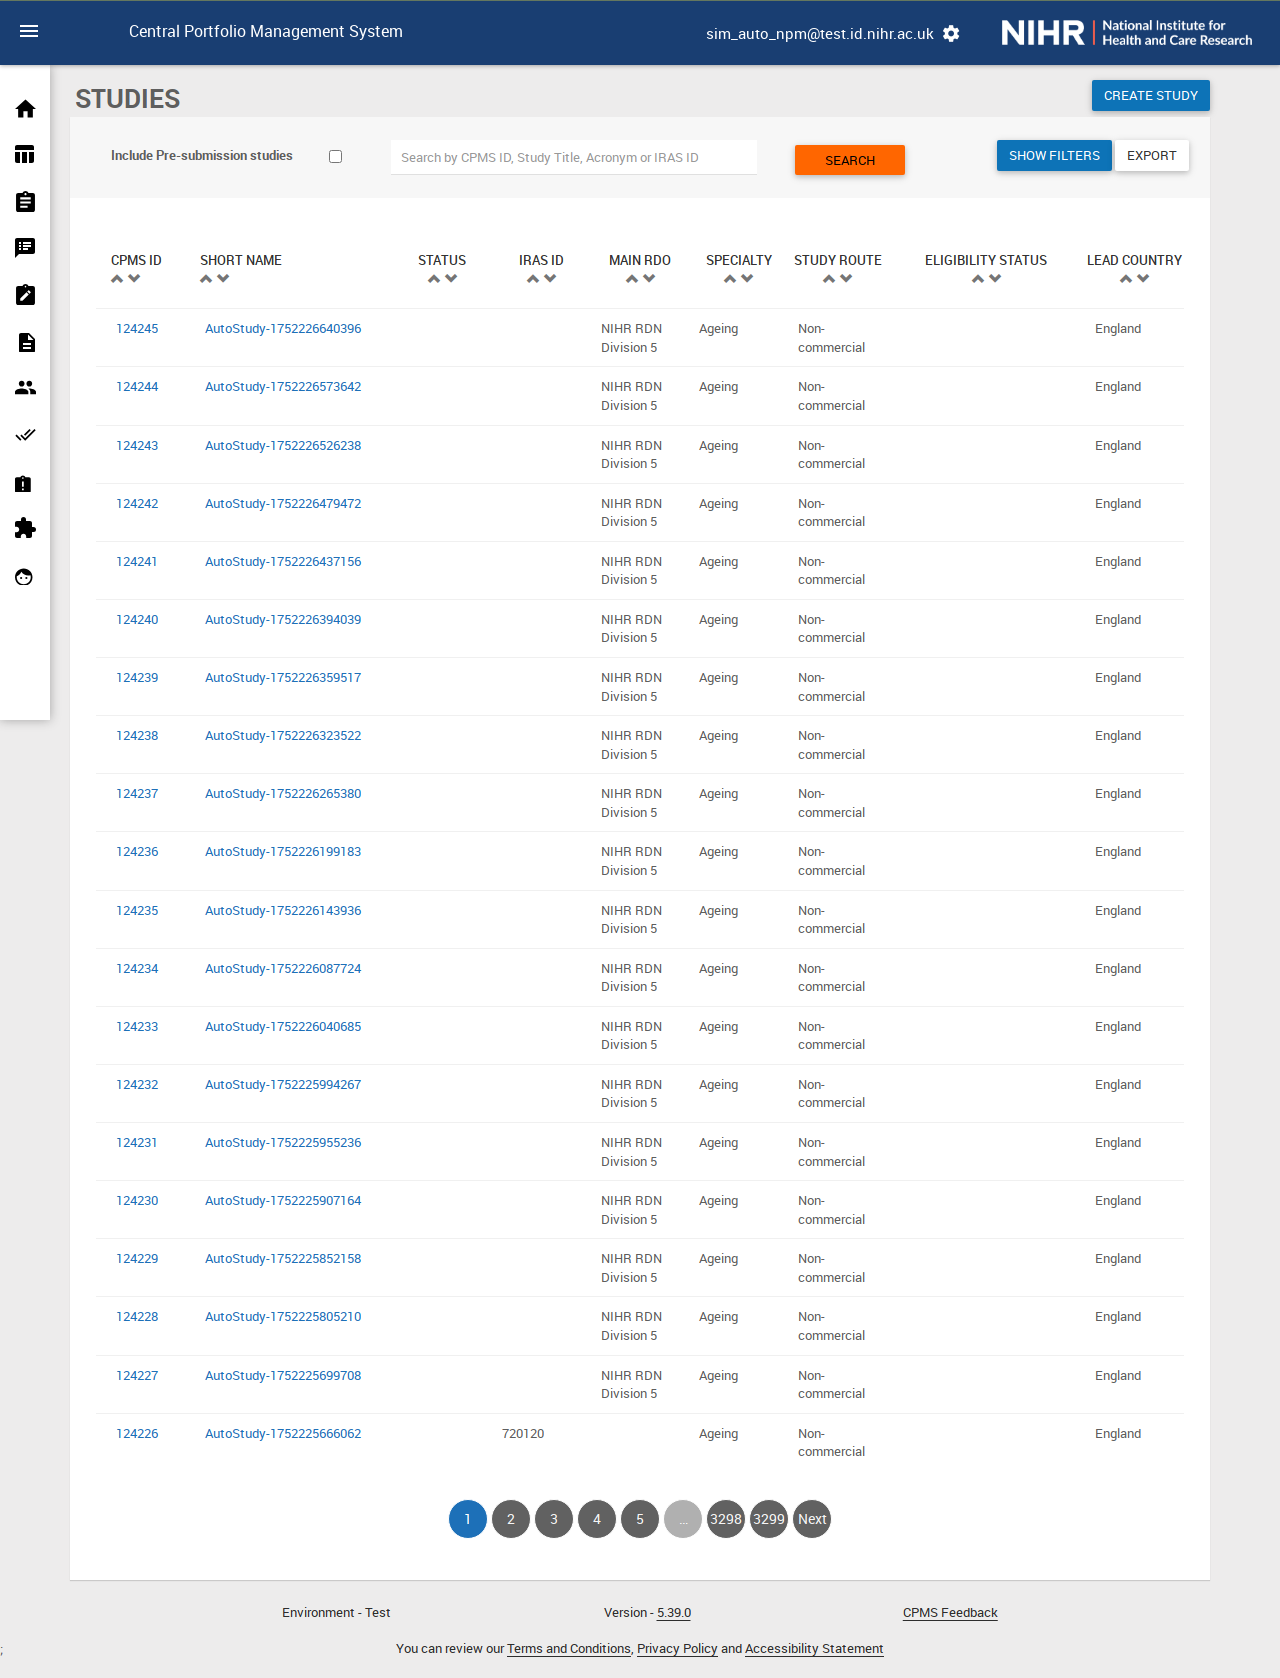 Central Portfolio Management System
sim_auto_npm@test.id.nihr.ac.uk
NIHR | National Institute for
Health and Care Research
STUDIES
CREATE STUDY
Include Pre-submission studies
Search by CPMS ID, Study Title, Acronym or IRAS ID
SEARCH
SHOW FILTERS
EXPORT
CPMS ID SHORT NAME STATUS IRAS ID MAIN RDO SPECIALTY STUDY ROUTE ELIGIBILITY STATUS LEAD COUNTRY
124245 AutoStudy-1752226640396 NIHR RDN Ageing Non- England
Division 5 commercial
124244 AutoStudy-1752226573642 NIHR RDN Ageing Non- England
Division 5 commercial
124243 AutoStudy-1752226526238 NIHR RDN Ageing Non- England
Division 5 commercial
124242 AutoStudy-1752226479472 NIHR RDN Ageing Non- England
Division 5 commercial
124241 AutoStudy-1752226437156 NIHR RDN Ageing Non- England
Division 5 commercial
124240 AutoStudy-1752226394039 NIHR RDN Ageing Non- England
Division 5 commercial
124239 AutoStudy-1752226359517 NIHR RDN Ageing Non- England
Division 5 commercial
124238 AutoStudy-1752226323522 NIHR RDN Ageing Non- England
Division 5 commercial
124237 AutoStudy-1752226265380 NIHR RDN Ageing Non- England
Division 5 commercial
124236 AutoStudy-1752226199183 NIHR RDN Ageing Non- England
Division 5 commercial
124235 AutoStudy-1752226143936 NIHR RDN Ageing Non- England
Division 5 commercial
124234 AutoStudy-1752226087724 NIHR RDN Ageing Non- England
Division 5 commercial
124233 AutoStudy-1752226040685 NIHR RDN Ageing Non- England
Division 5 commercial
124232 AutoStudy-1752225994267 NIHR RDN Ageing Non- England
Division 5 commercial
124231 AutoStudy-1752225955236 NIHR RDN Ageing Non- England
Division 5 commercial
124230 AutoStudy-1752225907164 NIHR RDN Ageing Non- England
Division 5 commercial
124229 AutoStudy-1752225852158 NIHR RDN Ageing Non- England
Division 5 commercial
124228 AutoStudy-1752225805210 NIHR RDN Ageing Non- England
Division 5 commercial
124227 AutoStudy-1752225699708 NIHR RDN Ageing Non- England
Division 5 commercial
124226 AutoStudy-1752225666062 720120 Ageing Non- England
commercial
1 2 3 4 5 ... 3298 3299 Next
Environment - Test Version - 5.39.0 CPMS Feedback
You can review our Terms and Conditions, Privacy Policy and Accessibility Statement
;